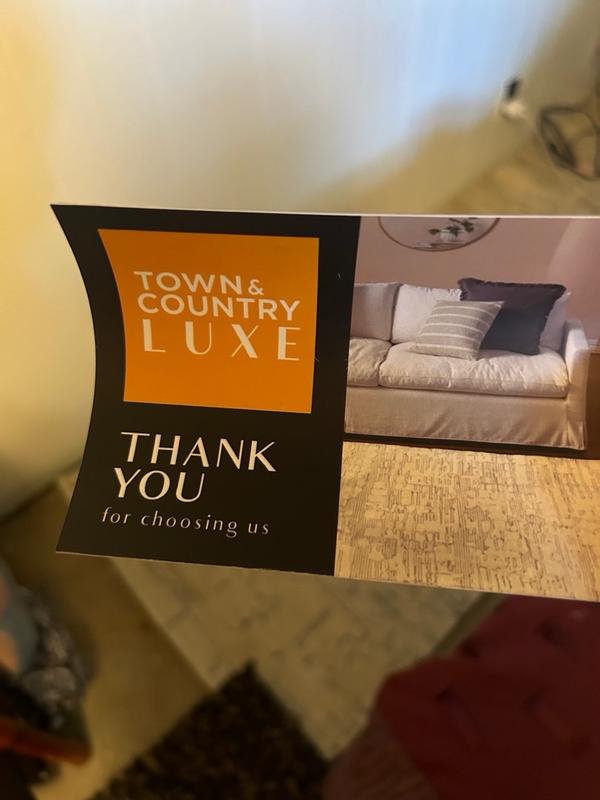 TOWN &
COUNTRY
LUXE
THANK
YOU
for choosing us